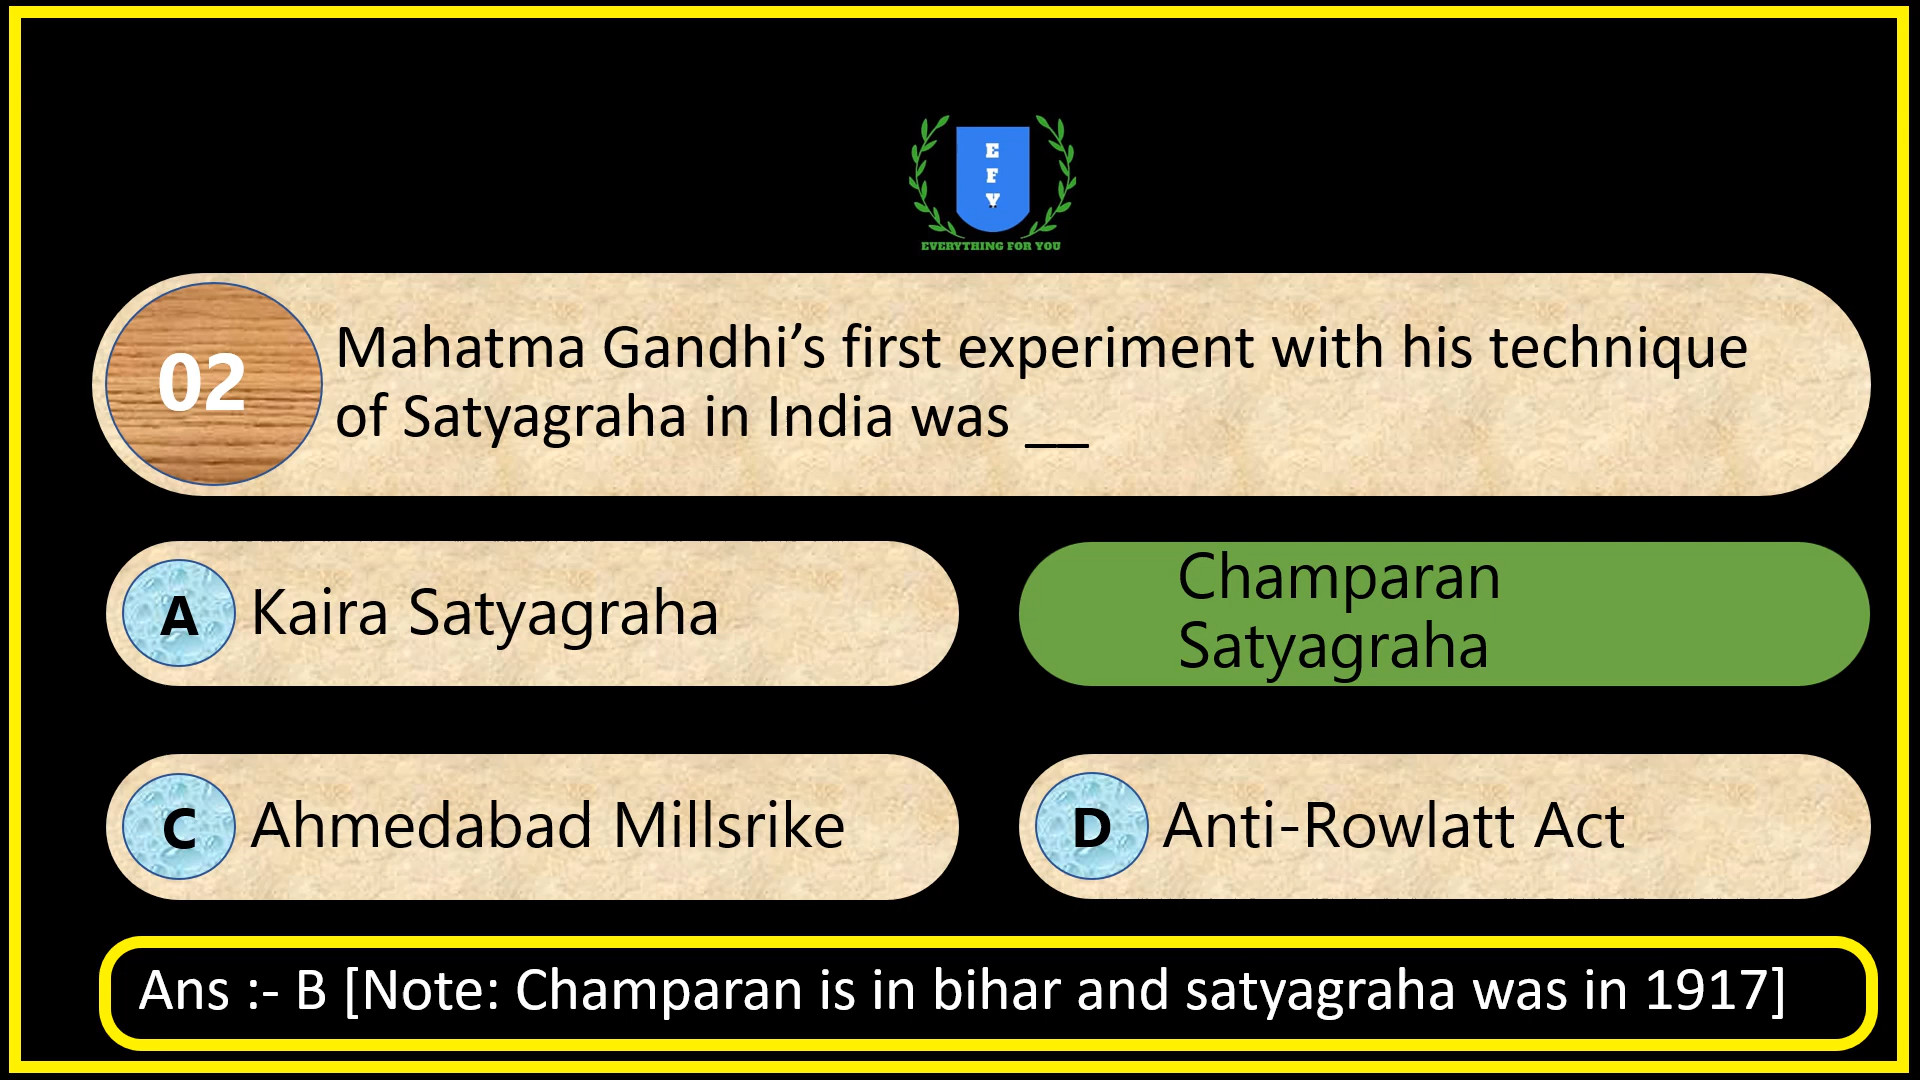 E
F
Y
EVERYTHING FOR YOU
02
Mahatma Gandhi’s first experiment with his technique
of Satyagraha in India was __
A Kaira Satyagraha
Champaran
Satyagraha
C Ahmedabad Millsrike
D Anti-Rowlatt Act
Ans :- B [Note: Champaran is in bihar and satyagraha was in 1917]